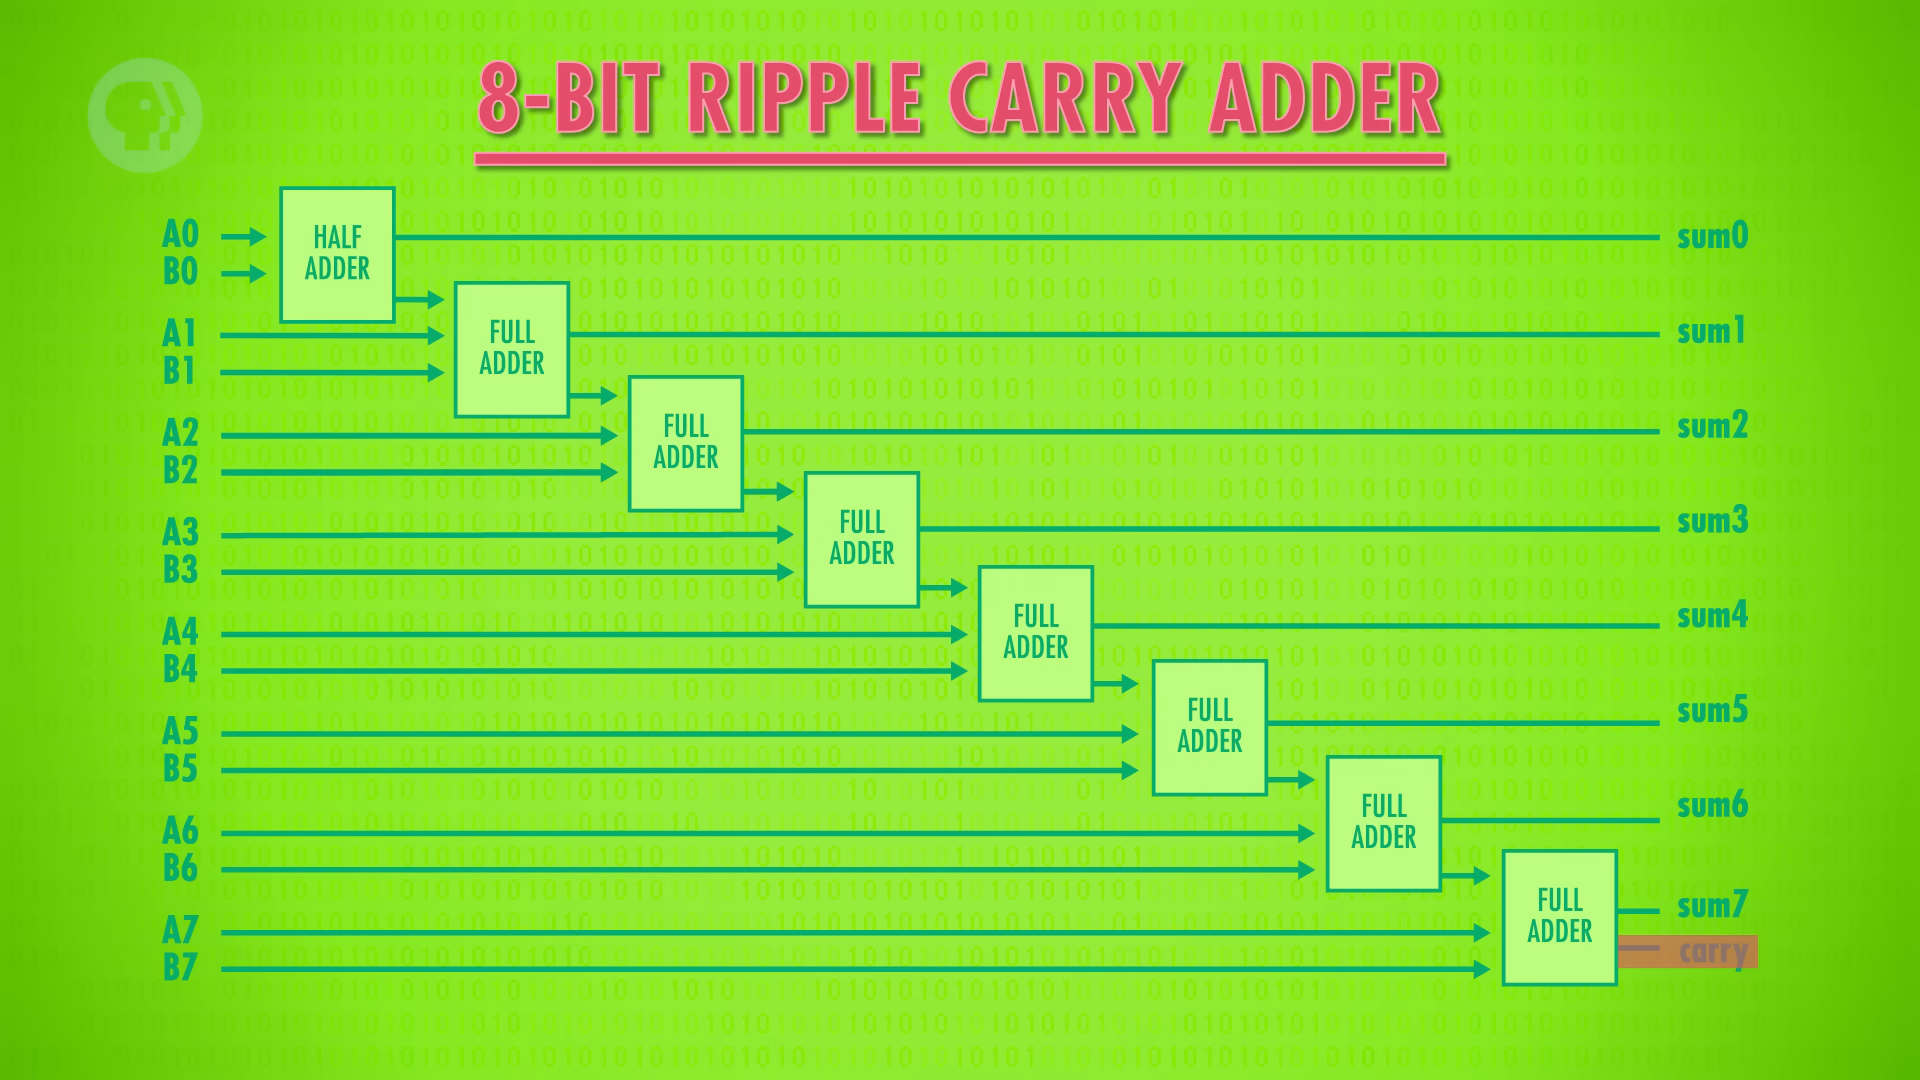 8-BIT RIPPLE CARRY ADDER
A0
B0
HALF
ADDER
sum0
A1
B1
FULL
ADDER
sum1
A2
B2
FULL
ADDER
sum2
A3
B3
FULL
ADDER
sum3
A4
B4
FULL
ADDER
sum4
A5
B5
FULL
ADDER
sum5
A6
B6
FULL
ADDER
sum6
A7
B7
FULL
ADDER
sum7
carry